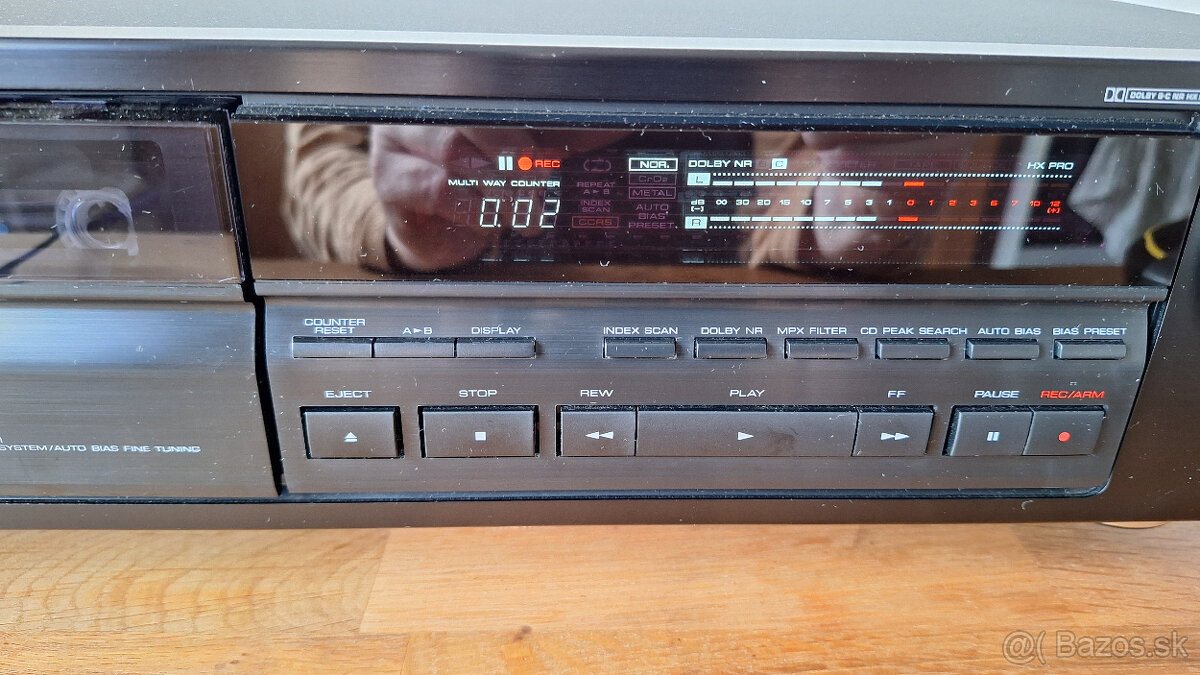 DOLBY B·C NR HX
REC
NOR. DOLBY NR C HX PRO
MULTI WAY COUNTER
REPEAT
A►B
INDEX
SCAN
CCRS
CrO2
METAL
AUTO
BIAS
PRESET
0.02
L
dB ∞ 30 20 15 10 7 5 3 1 0 1 2 3 5 7 10 12
(−) (+)
R
COUNTER
RESET
A►B DISPLAY INDEX SCAN DOLBY NR MPX FILTER CD PEAK SEARCH AUTO BIAS BIAS PRESET
EJECT STOP REW PLAY FF PAUSE REC/ARM
SYSTEM/AUTO BIAS FINE TUNING
@( Bazos.sk